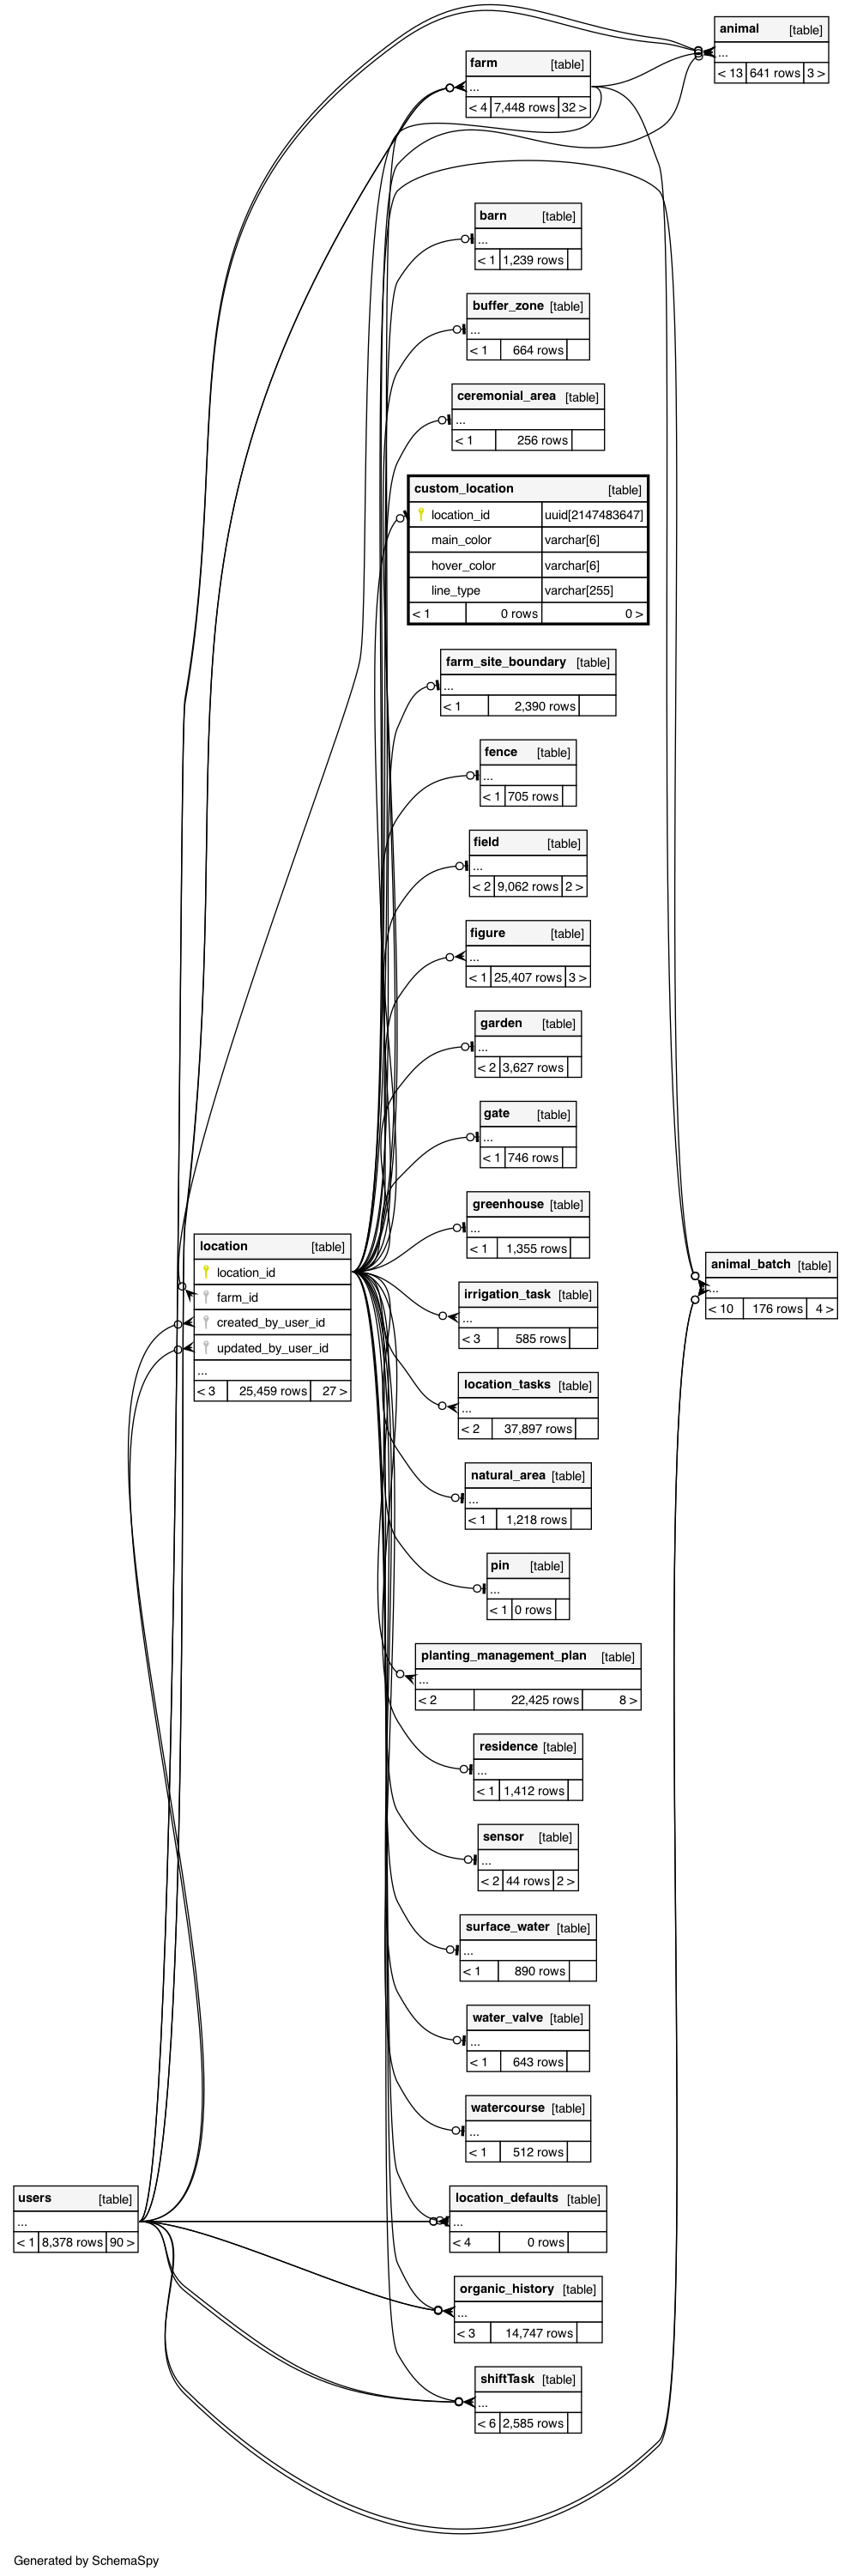 animal [table]
...
< 13 641 rows 3 >
farm [table]
...
< 4 7,448 rows 32 >
barn [table]
...
< 1 1,239 rows
buffer_zone [table]
...
< 1 664 rows
ceremonial_area [table]
...
< 1 256 rows
custom_location [table]
location_id uuid[2147483647]
main_color varchar[6]
hover_color varchar[6]
line_type varchar[255]
< 1 0 rows 0 >
farm_site_boundary [table]
...
< 1 2,390 rows
fence [table]
...
< 1 705 rows
field [table]
...
< 2 9,062 rows 2 >
figure [table]
...
< 1 25,407 rows 3 >
garden [table]
...
< 2 3,627 rows
gate [table]
...
< 1 746 rows
greenhouse [table]
...
< 1 1,355 rows
location [table]
location_id
farm_id
created_by_user_id
updated_by_user_id
...
< 3 25,459 rows 27 >
animal_batch [table]
...
< 10 176 rows 4 >
irrigation_task [table]
...
< 3 585 rows
location_tasks [table]
...
< 2 37,897 rows
natural_area [table]
...
< 1 1,218 rows
pin [table]
...
< 1 0 rows
planting_management_plan [table]
...
< 2 22,425 rows 8 >
residence [table]
...
< 1 1,412 rows
sensor [table]
...
< 2 44 rows 2 >
surface_water [table]
...
< 1 890 rows
water_valve [table]
...
< 1 643 rows
watercourse [table]
...
< 1 512 rows
users [table]
...
< 1 8,378 rows 90 >
location_defaults [table]
...
< 4 0 rows
organic_history [table]
...
< 3 14,747 rows
shiftTask [table]
...
< 6 2,585 rows
Generated by SchemaSpy